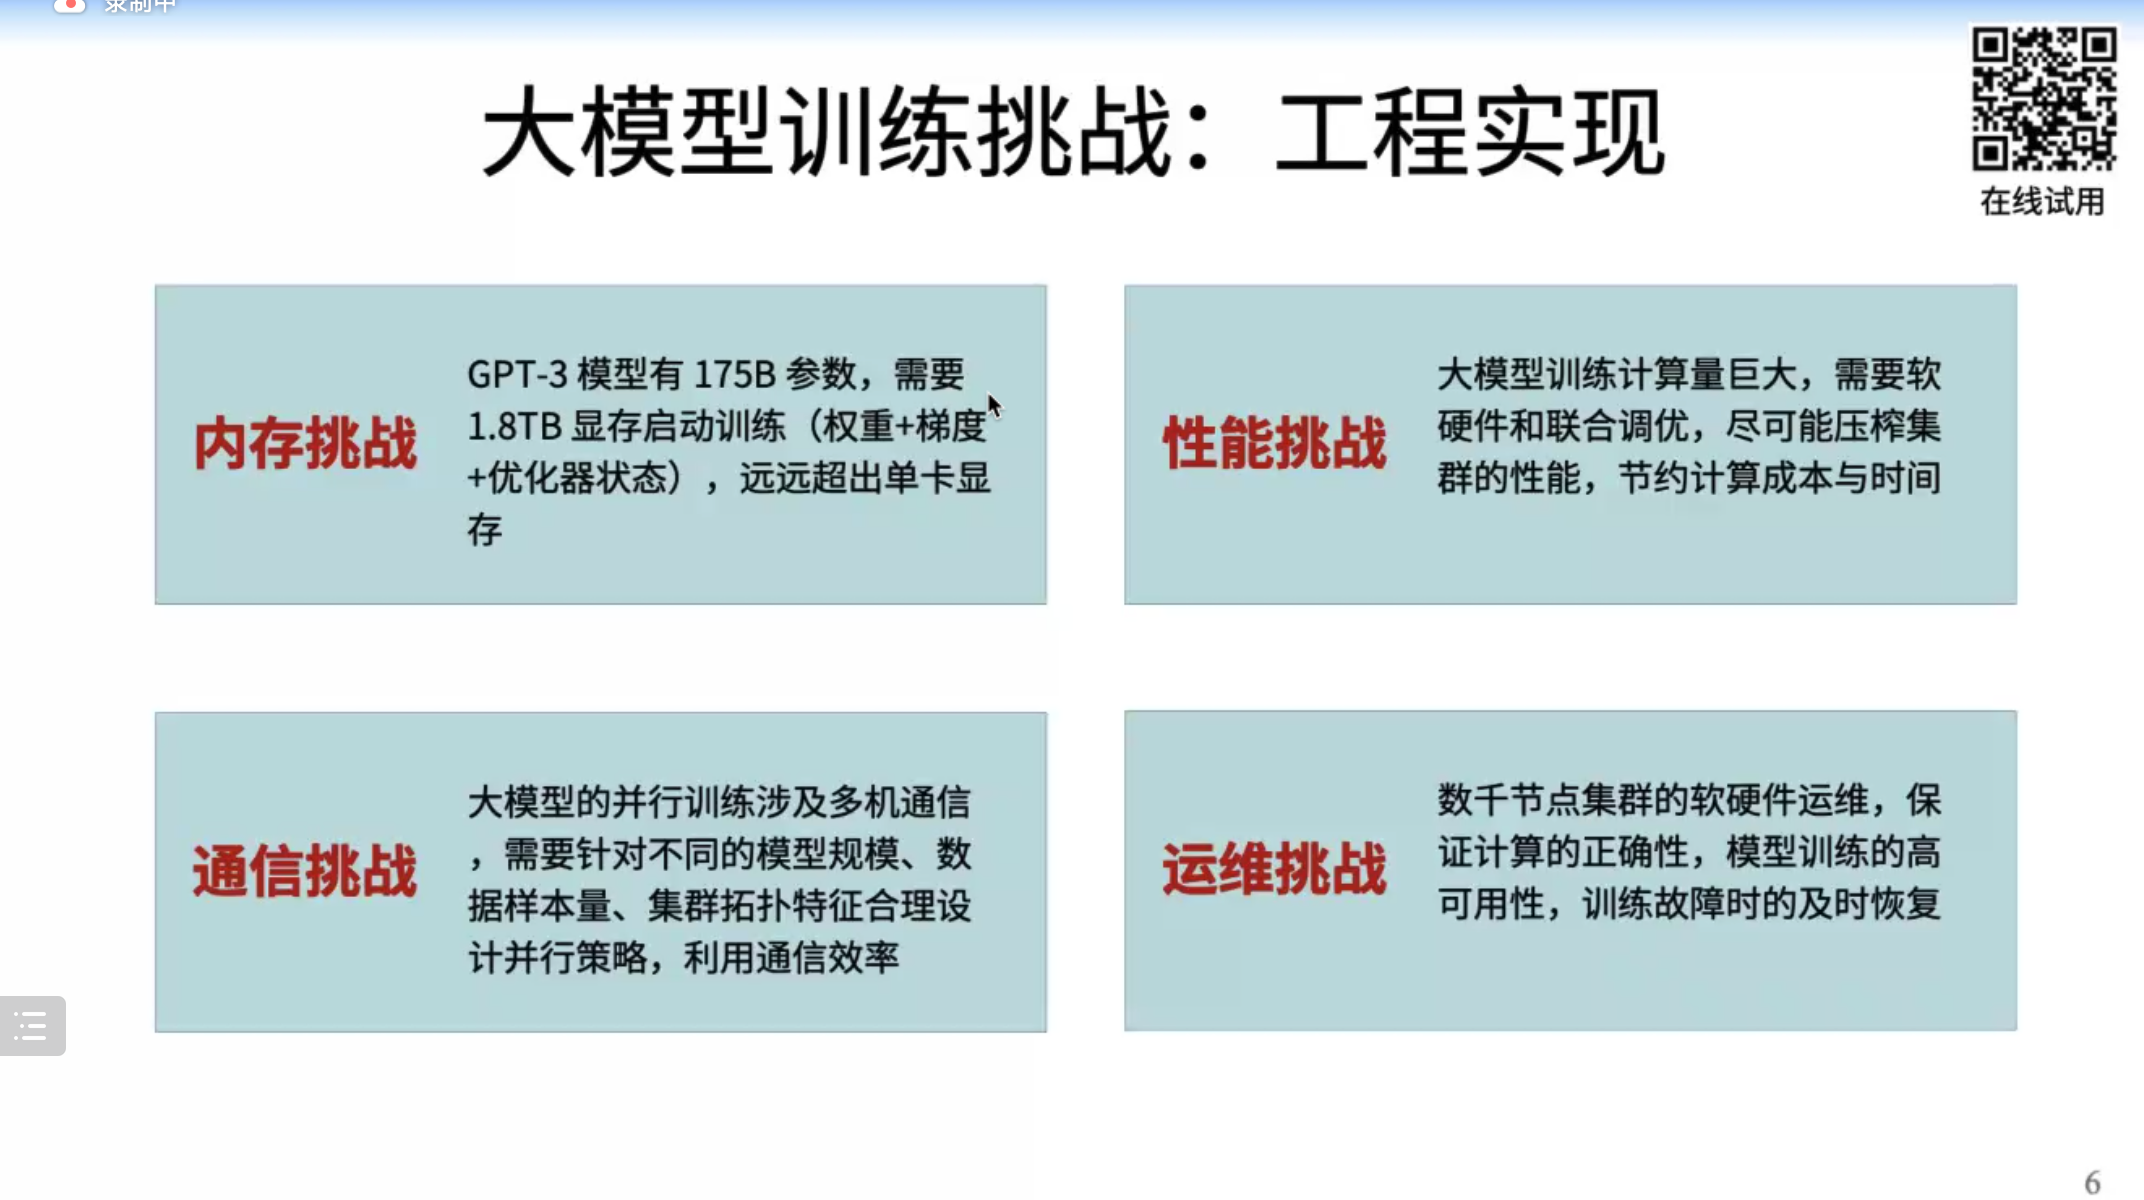 录制中
大模型训练挑战：工程实现
在线试用
内存挑战
GPT-3 模型有 175B 参数，需要
1.8TB 显存启动训练（权重+梯度
+优化器状态），远远超出单卡显
存
性能挑战
大模型训练计算量巨大，需要软
硬件和联合调优，尽可能压榨集
群的性能，节约计算成本与时间
通信挑战
大模型的并行训练涉及多机通信
，需要针对不同的模型规模、数
据样本量、集群拓扑特征合理设
计并行策略，利用通信效率
运维挑战
数千节点集群的软硬件运维，保
证计算的正确性，模型训练的高
可用性，训练故障时的及时恢复
6